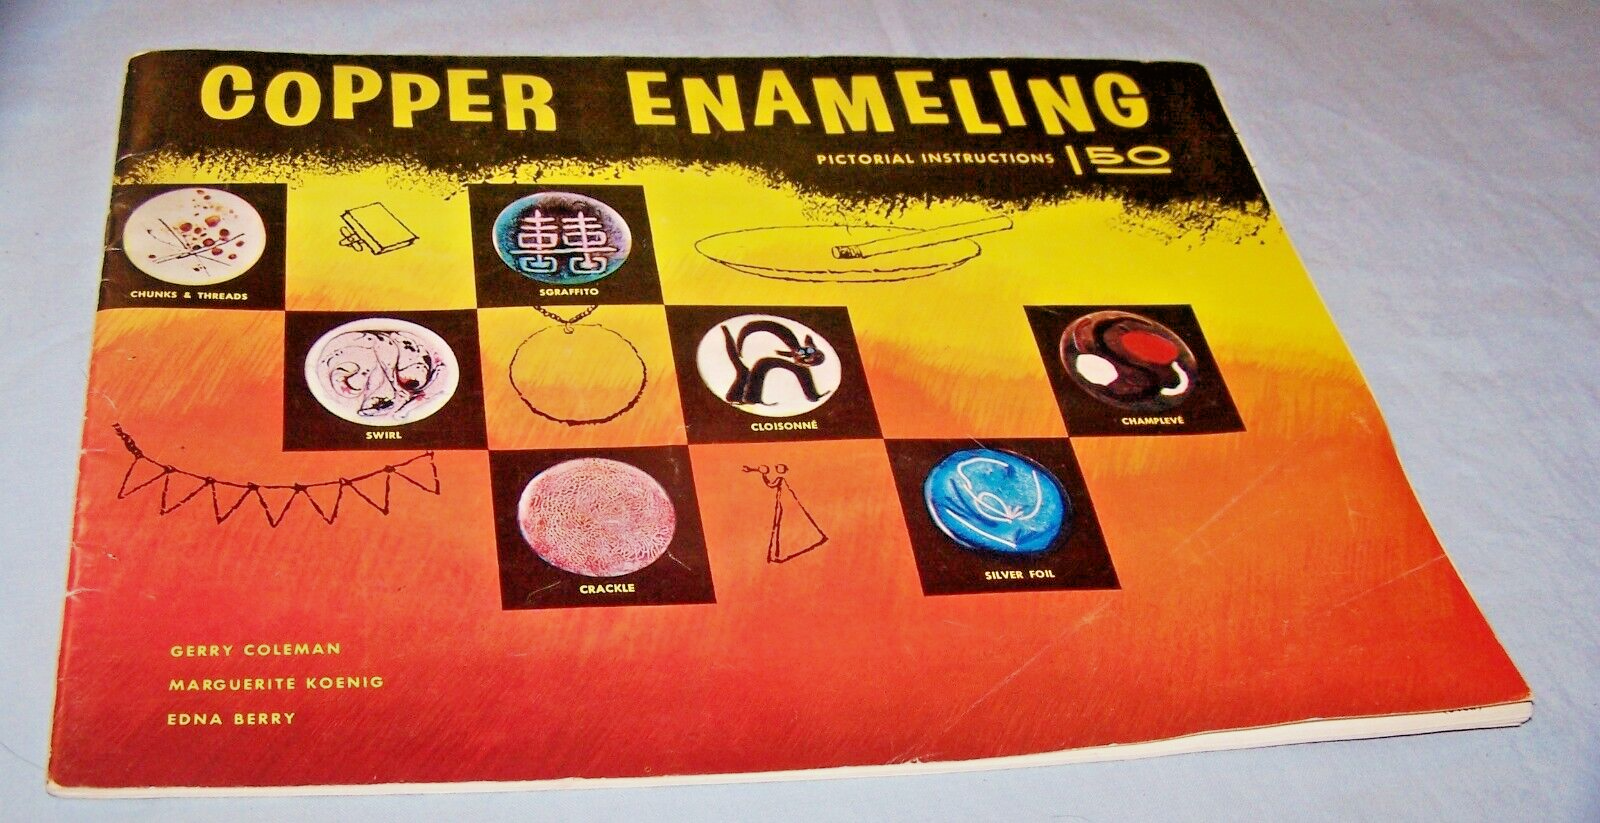 COPPER ENAMELING
PICTORIAL INSTRUCTIONS 150
CHUNKS & THREADS
SGRAFFITO
SWIRL
CLOISONNÉ
CHAMPLEVÉ
CRACKLE
SILVER FOIL
GERRY COLEMAN
MARGUERITE KOENIG
EDNA BERRY